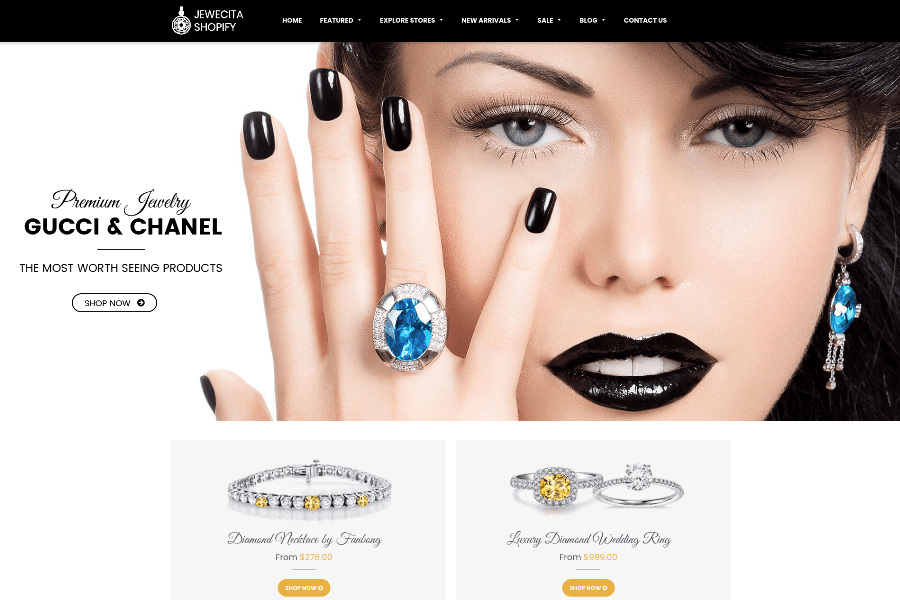 JEWECITA
SHOPIFY
HOME FEATURED EXPLORE STORES NEW ARRIVALS SALE BLOG CONTACT US
Premium Jewelry
GUCCI & CHANEL
THE MOST WORTH SEEING PRODUCTS
SHOP NOW
Diamond Necklace by Fanbong
From $276.00
SHOP NOW
Luxury Diamond Wedding Ring
From $999.00
SHOP NOW